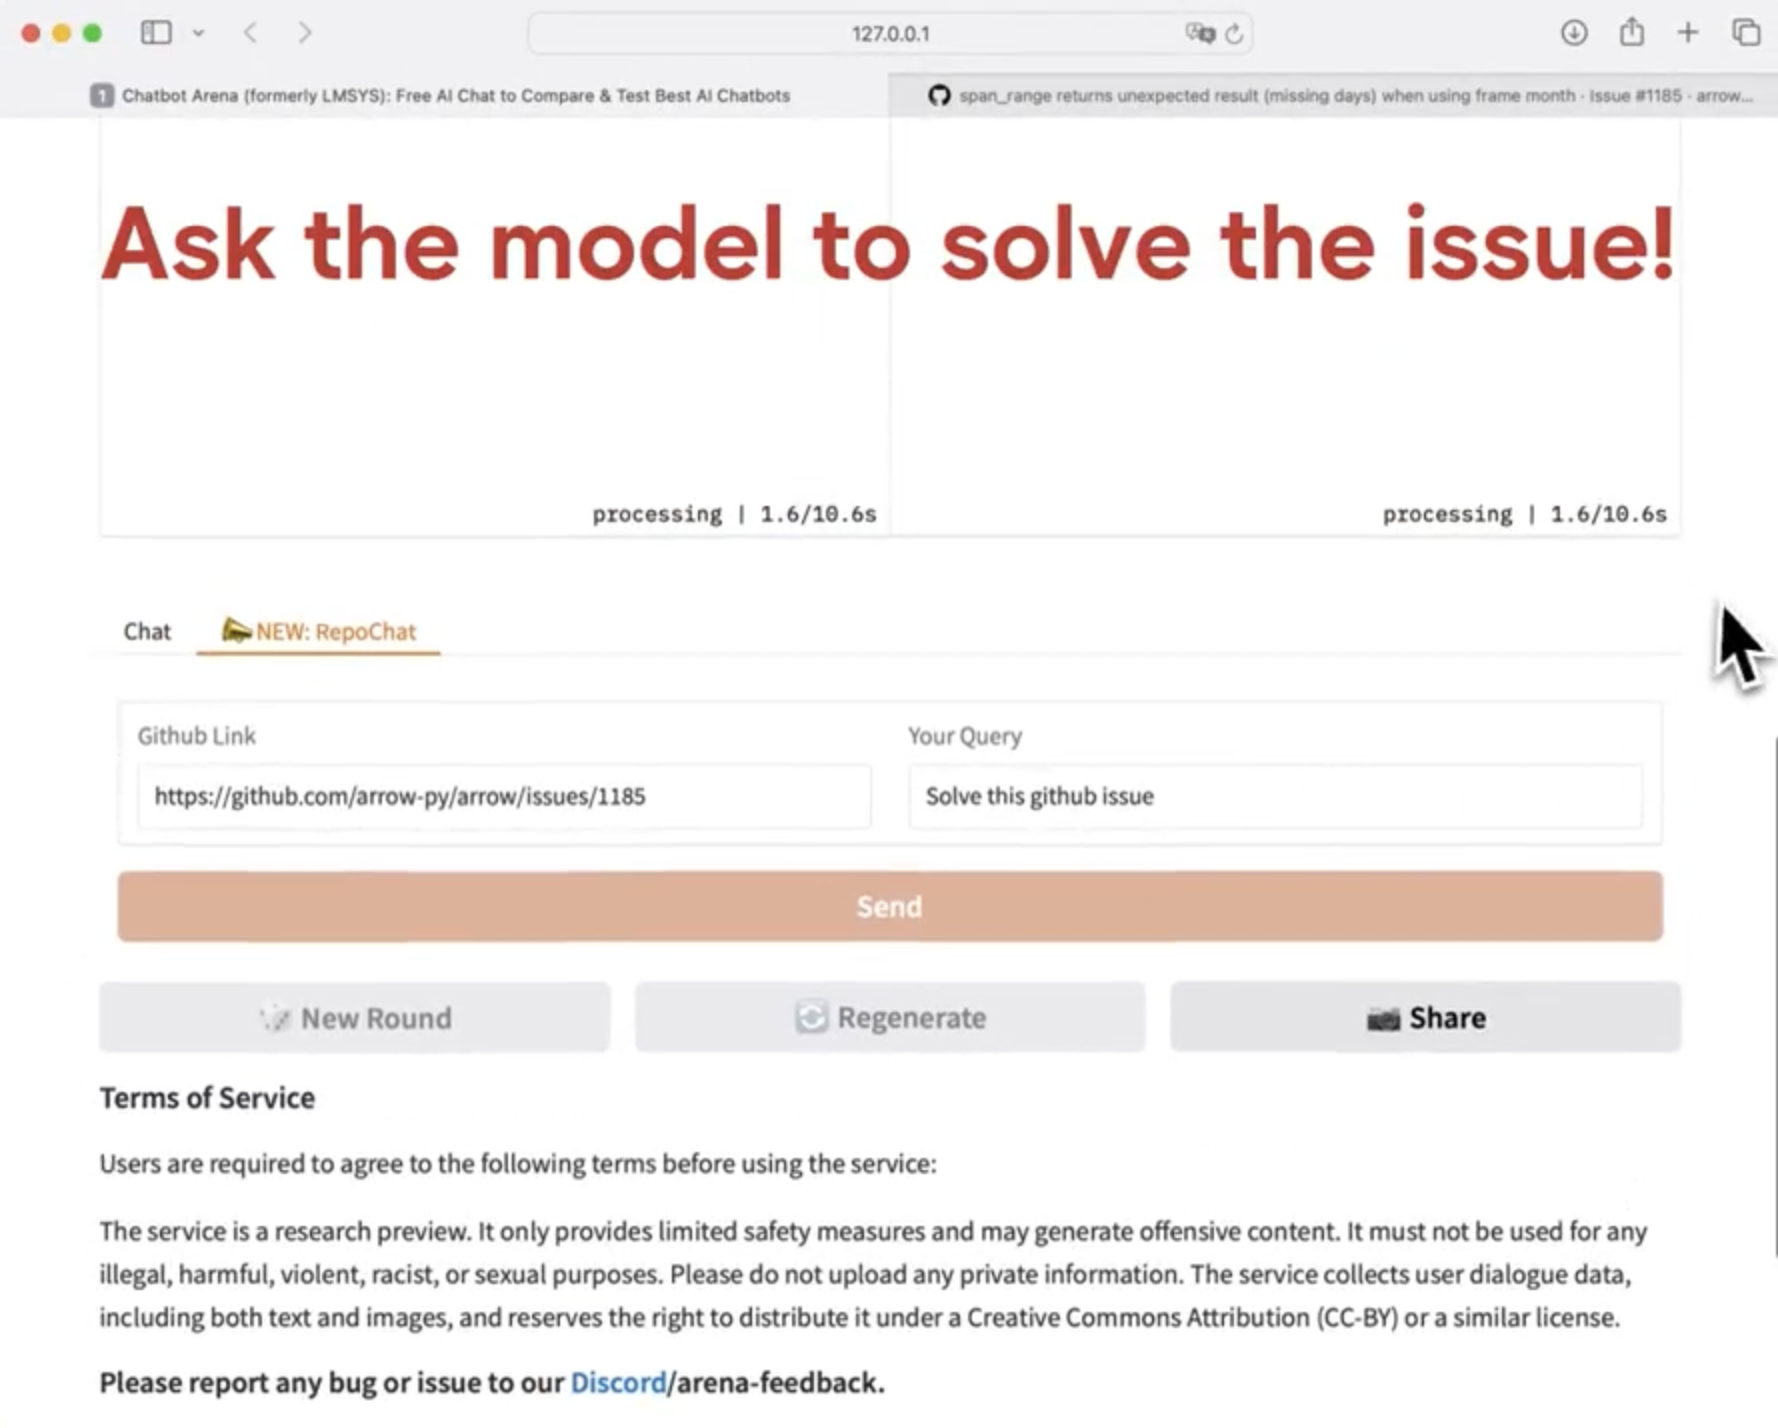 127.0.0.1
1 Chatbot Arena (formerly LMSYS): Free AI Chat to Compare & Test Best AI Chatbots
span_range returns unexpected result (missing days) when using frame month · Issue #1185 · arrow...
Ask the model to solve the issue!
processing | 1.6/10.6s
processing | 1.6/10.6s
Chat
NEW: RepoChat
Github Link
Your Query
https://github.com/arrow-py/arrow/issues/1185
Solve this github issue
Send
New Round
Regenerate
Share
Terms of Service
Users are required to agree to the following terms before using the service:
The service is a research preview. It only provides limited safety measures and may generate offensive content. It must not be used for any
illegal, harmful, violent, racist, or sexual purposes. Please do not upload any private information. The service collects user dialogue data,
including both text and images, and reserves the right to distribute it under a Creative Commons Attribution (CC-BY) or a similar license.
Please report any bug or issue to our Discord/arena-feedback.